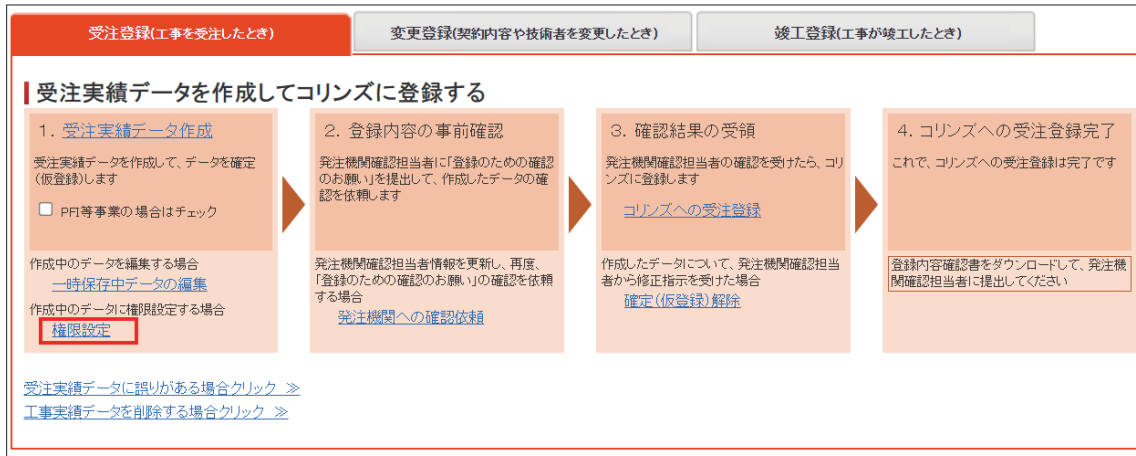 受注登録(工事を受注したとき)
変更登録(契約内容や技術者を変更したとき)
竣工登録(工事が竣工したとき)
受注実績データを作成してコリンズに登録する
1. 受注実績データ作成
受注実績データを作成して、データを確定
(仮登録)します
PFI等事業の場合はチェック
作成中のデータを編集する場合
一時保存中データの編集
作成中のデータに権限設定する場合
権限設定
2. 登録内容の事前確認
発注機関確認担当者に「登録のための確認
のお願い」を提出して、作成したデータの確
認を依頼します
発注機関確認担当者情報を更新し、再度、
「登録のための確認のお願い」の確認を依頼
する場合
発注機関への確認依頼
3. 確認結果の受領
発注機関確認担当者の確認を受けたら、コリ
ンズに登録します
コリンズへの受注登録
作成したデータについて、発注機関確認担当
者から修正指示を受けた場合
確定(仮登録)解除
4. コリンズへの受注登録完了
これで、コリンズへの受注登録は完了です
登録内容確認書をダウンロードして、発注機
関確認担当者に提出してください
受注実績データに誤りがある場合クリック ≫
工事実績データを削除する場合クリック ≫